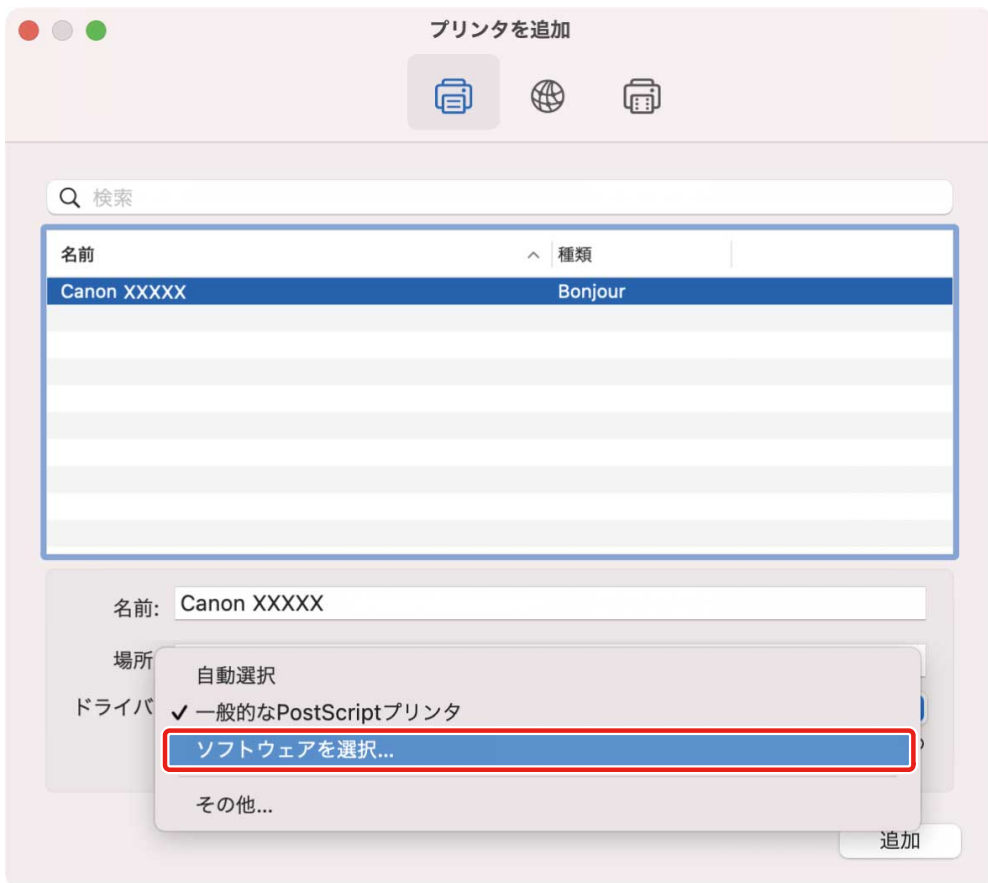 プリンタを追加
検索
名前 種類
Canon XXXXX Bonjour
名前: Canon XXXXX
場所
自動選択
ドライバ ✓ 一般的なPostScriptプリンタ
ソフトウェアを選択...
その他...
追加